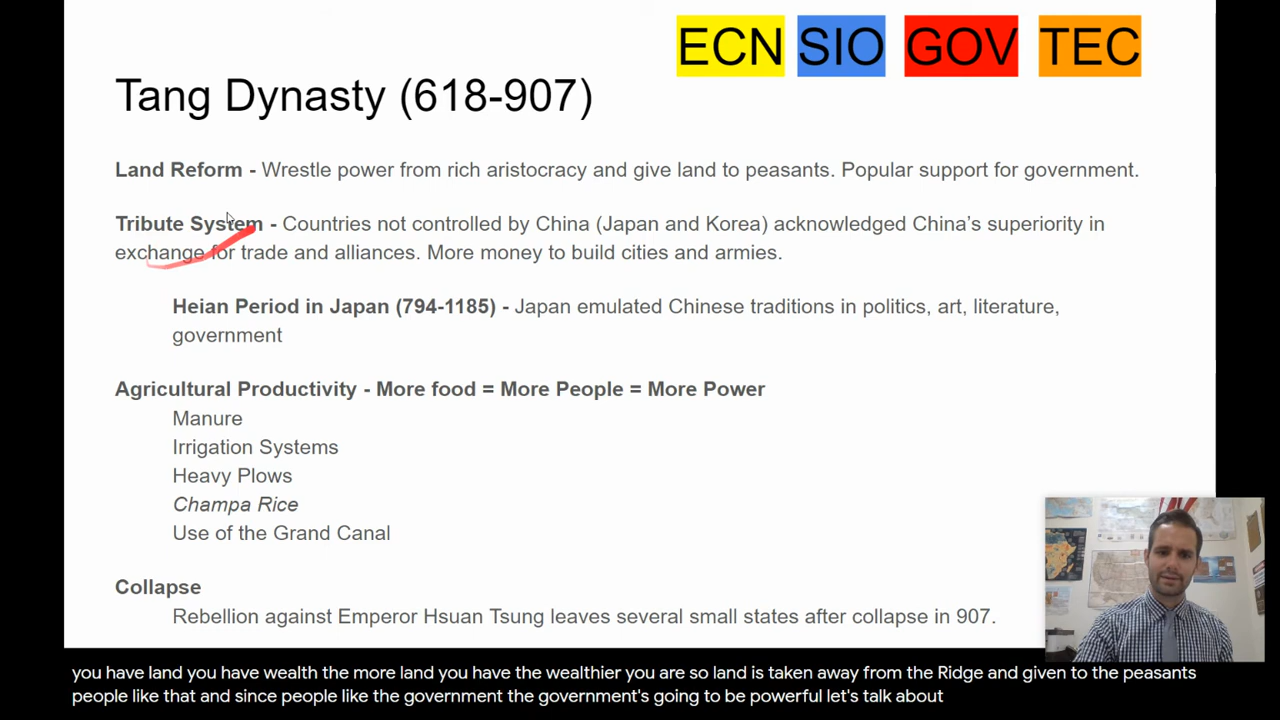 ECN SIO GOV TEC
Tang Dynasty (618-907)
Land Reform - Wrestle power from rich aristocracy and give land to peasants. Popular support for government.
Tribute System - Countries not controlled by China (Japan and Korea) acknowledged China’s superiority in
exchange for trade and alliances. More money to build cities and armies.
Heian Period in Japan (794-1185) - Japan emulated Chinese traditions in politics, art, literature,
government
Agricultural Productivity - More food = More People = More Power
Manure
Irrigation Systems
Heavy Plows
Champa Rice
Use of the Grand Canal
Collapse
Rebellion against Emperor Hsuan Tsung leaves several small states after collapse in 907.
you have land you have wealth the more land you have the wealthier you are so land is taken away from the Ridge and given to the peasants
people like that and since people like the government the government's going to be powerful let's talk about